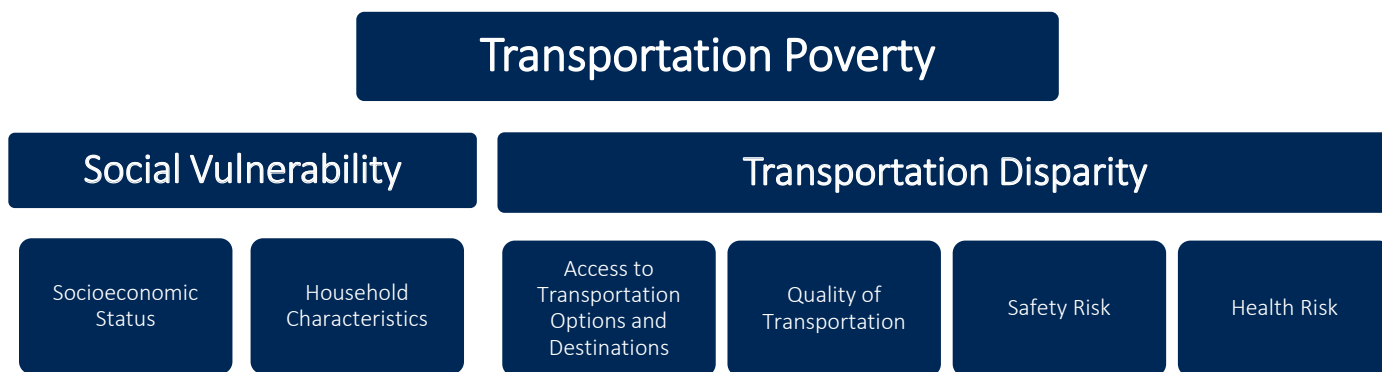 Transportation Poverty
Social Vulnerability
Transportation Disparity
Socioeconomic
Status
Household
Characteristics
Access to
Transportation
Options and
Destinations
Quality of
Transportation
Safety Risk
Health Risk